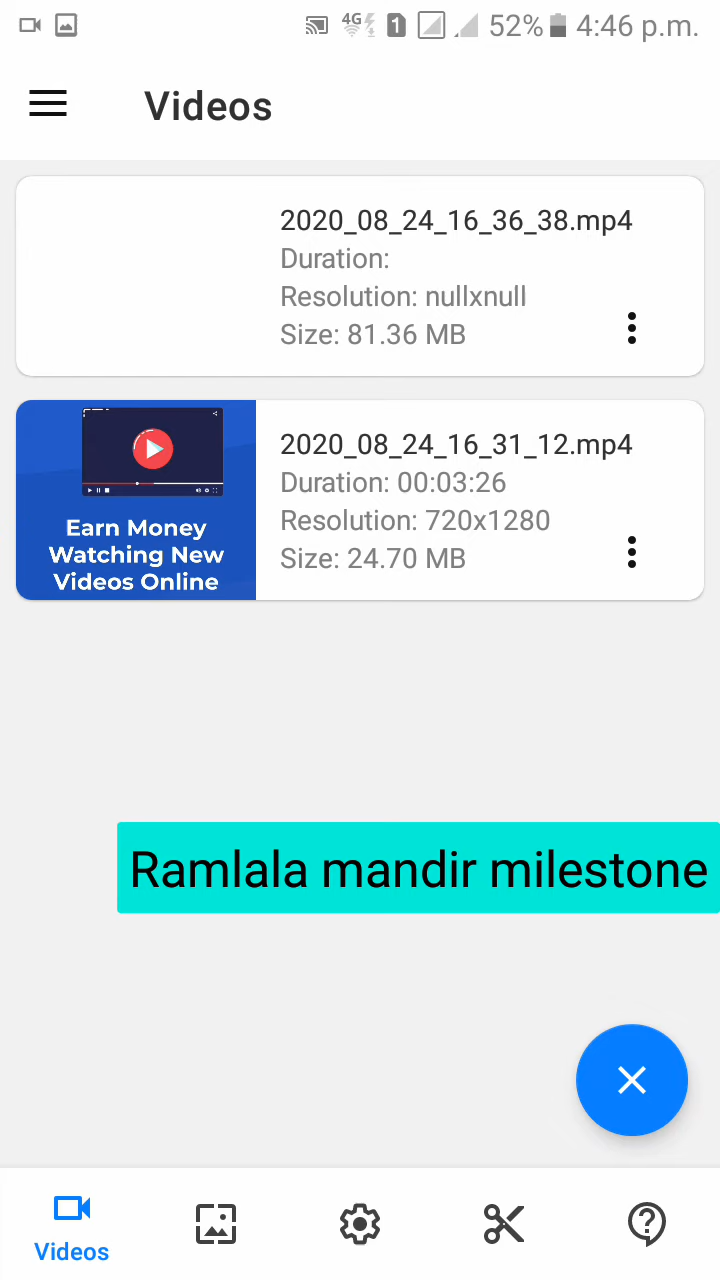 4G 1 52% 4:46 p.m.
Videos
2020_08_24_16_36_38.mp4
Duration:
Resolution: nullxnull
Size: 81.36 MB
Earn Money
Watching New
Videos Online
2020_08_24_16_31_12.mp4
Duration: 00:03:26
Resolution: 720x1280
Size: 24.70 MB
Ramlala mandir milestone
Videos